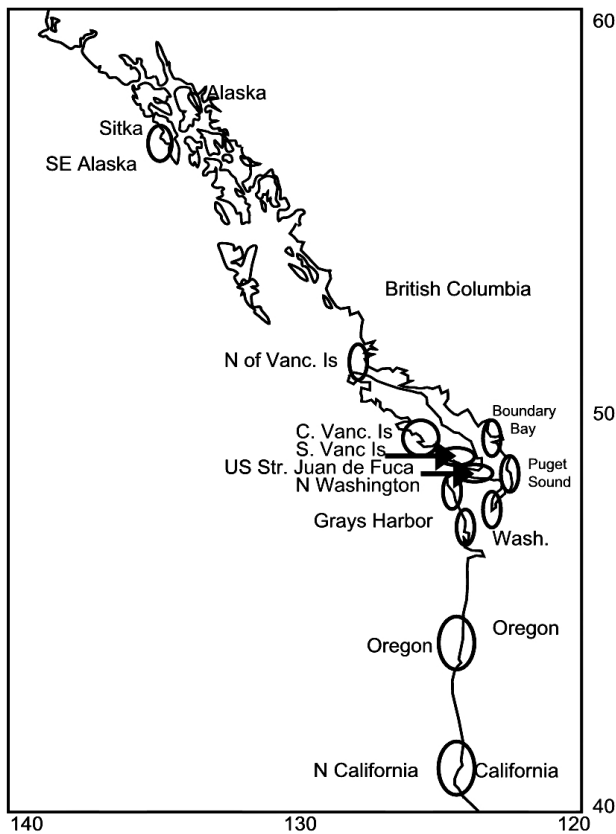 60
Alaska
Sitka
SE Alaska
British Columbia
N of Vanc. Is
50
Boundary
Bay
C. Vanc. Is
S. Vanc Is
US Str. Juan de Fuca
Puget
Sound
N Washington
Grays Harbor
Wash.
Oregon
Oregon
N California
California
40
140
130
120